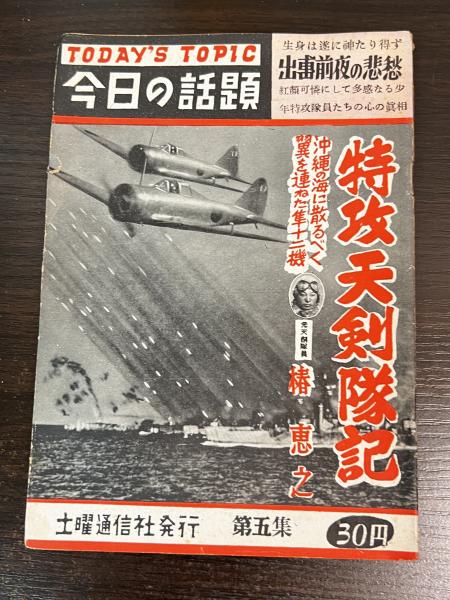 TODAY'S TOPIC
今日の話題
生身は遂に神たり得ず
出撃前夜の悲愁
紅顔可憐にして多感なる少
年特攻隊員たちの心の眞相
特攻天剣隊記
沖縄の海に散るべく
翼を連ねた隼十二機
元天剣隊員
椿恵之
土曜通信社発行
第五集
30円